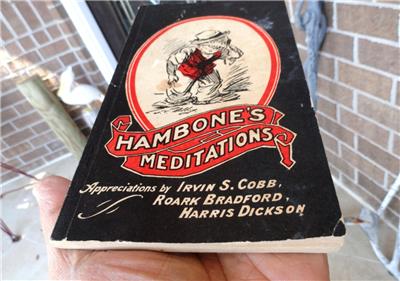 HAMBONE'S
MEDITATIONS
Appreciations by IRVIN S. COBB,
ROARK BRADFORD,
HARRIS DICKSON